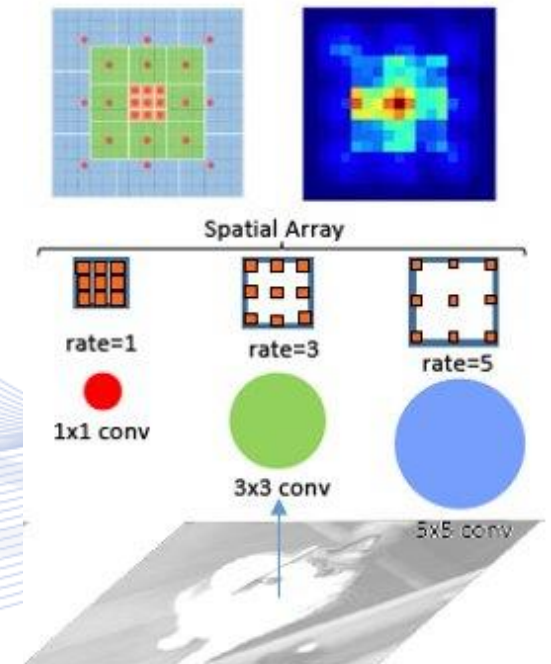 Spatial Array
rate=1
rate=3
rate=5
1x1 conv
3x3 conv
5x5 conv